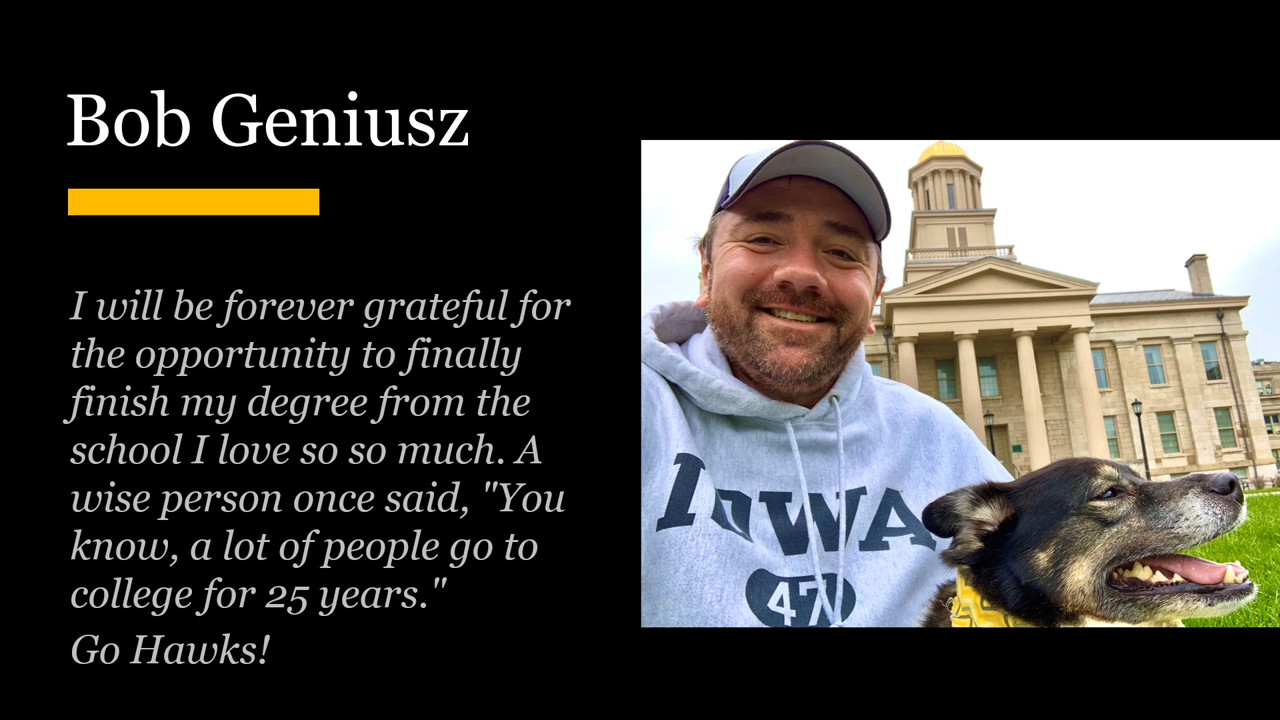 Bob Geniusz
I will be forever grateful for
the opportunity to finally
finish my degree from the
school I love so so much. A
wise person once said, "You
know, a lot of people go to
college for 25 years."
Go Hawks!
IOWA
47